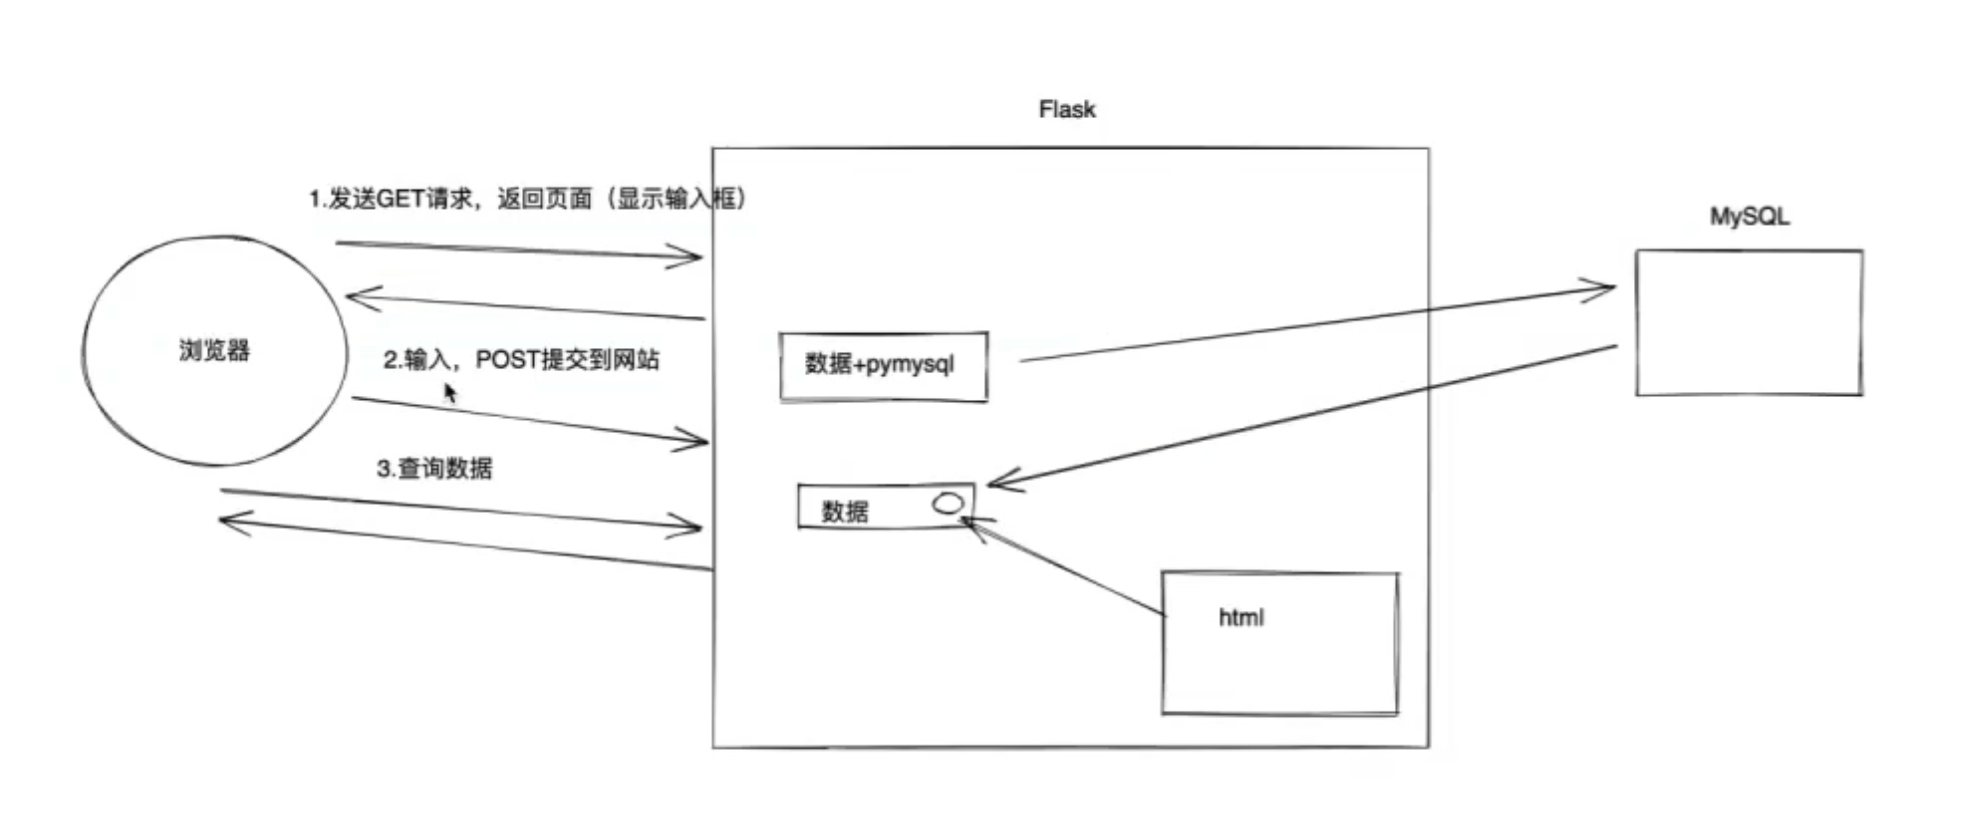 Flask
1.发送GET请求，返回页面（显示输入框）
MySQL
浏览器
2.输入，POST提交到网站
数据+pymysql
3.查询数据
数据
html